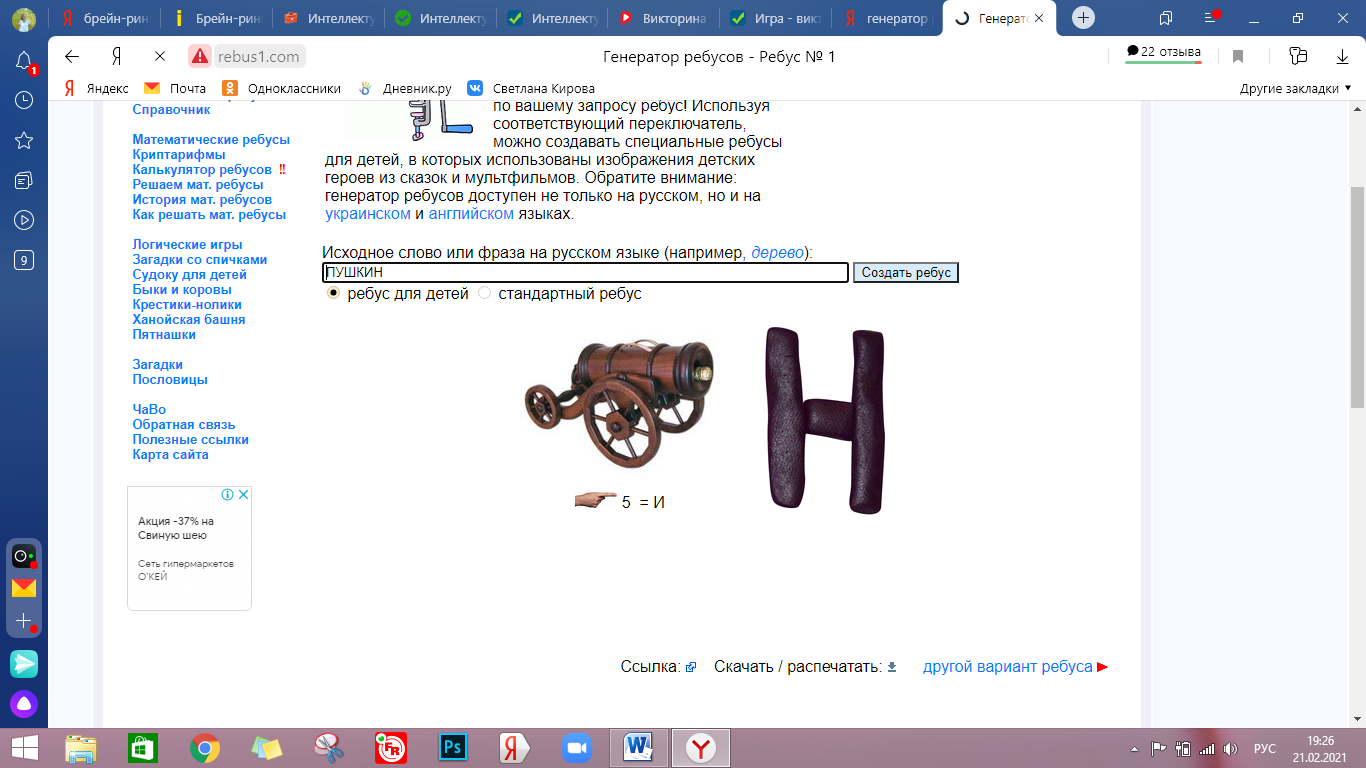 брейн-рин
Брейн-рин
Интеллекту
Интеллекту
Интеллекту
Викторина
Игра - викт
генератор
Генерато
1
rebus1.com
Генератор ребусов - Ребус № 1
22 отзыва
Яндекс
Почта
Одноклассники
Дневник.ру
Светлана Кирова
Другие закладки
9
Справочник
Математические ребусы
Криптарифмы
Калькулятор ребусов !!
Решаем мат. ребусы
История мат. ребусов
Как решать мат. ребусы
Логические игры
Загадки со спичками
Судоку для детей
Быки и коровы
Крестики-нолики
Ханойская башня
Пятнашки
Загадки
Пословицы
ЧаВо
Обратная связь
Полезные ссылки
Карта сайта
Акция -37% на
Свиную шею
Сеть гипермаркетов
О'КЕЙ
по вашему запросу ребус! Используя
соответствующий переключатель,
можно создавать специальные ребусы
для детей, в которых использованы изображения детских
героев из сказок и мультфильмов. Обратите внимание:
генератор ребусов доступен не только на русском, но и на
украинском и английском языках.
Исходное слово или фраза на русском языке (например, дерево):
ПУШКИН
Создать ребус
ребус для детей
стандартный ребус
Н
5 = И
Ссылка:
Скачать / распечатать:
другой вариант ребуса
РУС
19:26
21.02.2021